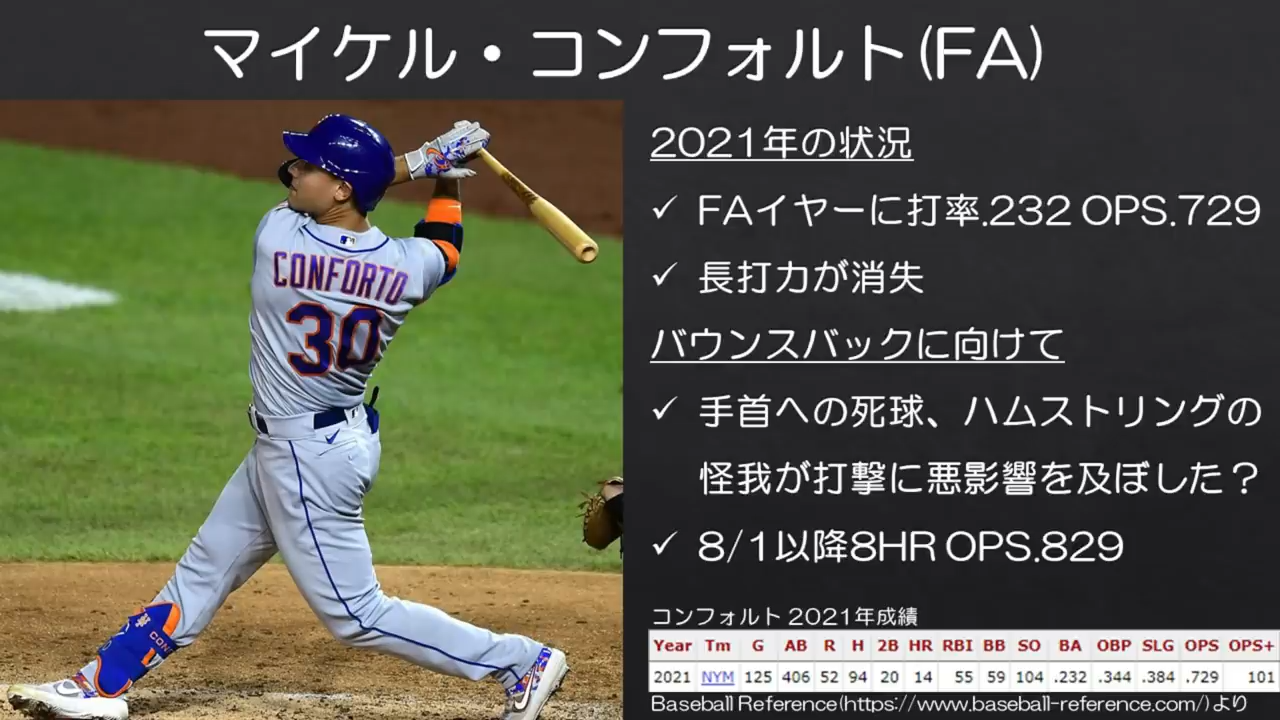 マイケル・コンフォルト(FA)
2021年の状況
✓ FAイヤーに打率.232 OPS.729
✓ 長打力が消失
バウンスバックに向けて
✓ 手首への死球、ハムストリングの
怪我が打撃に悪影響を及ぼした？
✓ 8/1以降8HR OPS.829
コンフォルト 2021年成績
Year Tm G AB R H 2B HR RBI BB SO BA OBP SLG OPS OPS+
2021 NYM 125 406 52 94 20 14 55 59 104 .232 .344 .384 .729 101
Baseball Reference(https://www.baseball-reference.com/)より
CONFORTO
30